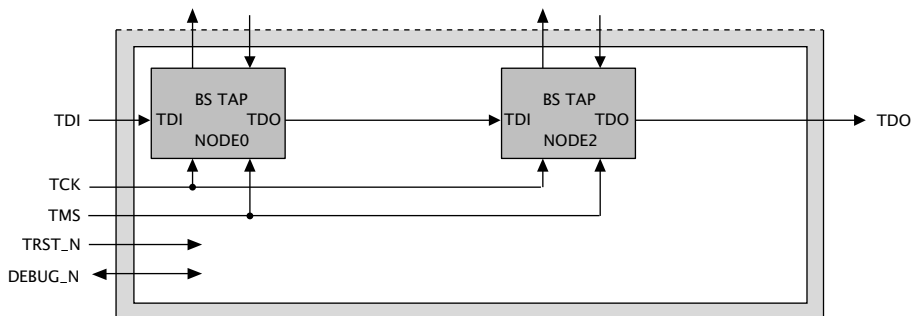 BS TAP
BS TAP
TDI
TDI
TDO
TDI
TDO
TDO
NODE0
NODE2
TCK
TMS
TRST_N
DEBUG_N